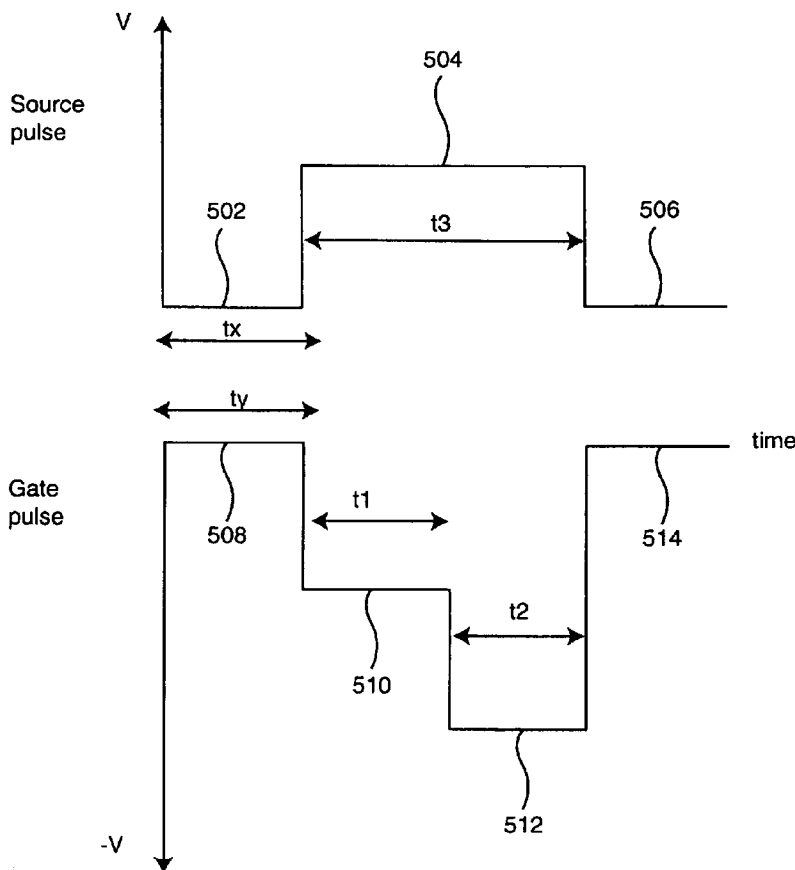 V
504
Source
pulse
502
t3
506
tx
ty
time
Gate
pulse
t1
508
514
t2
510
512
-V